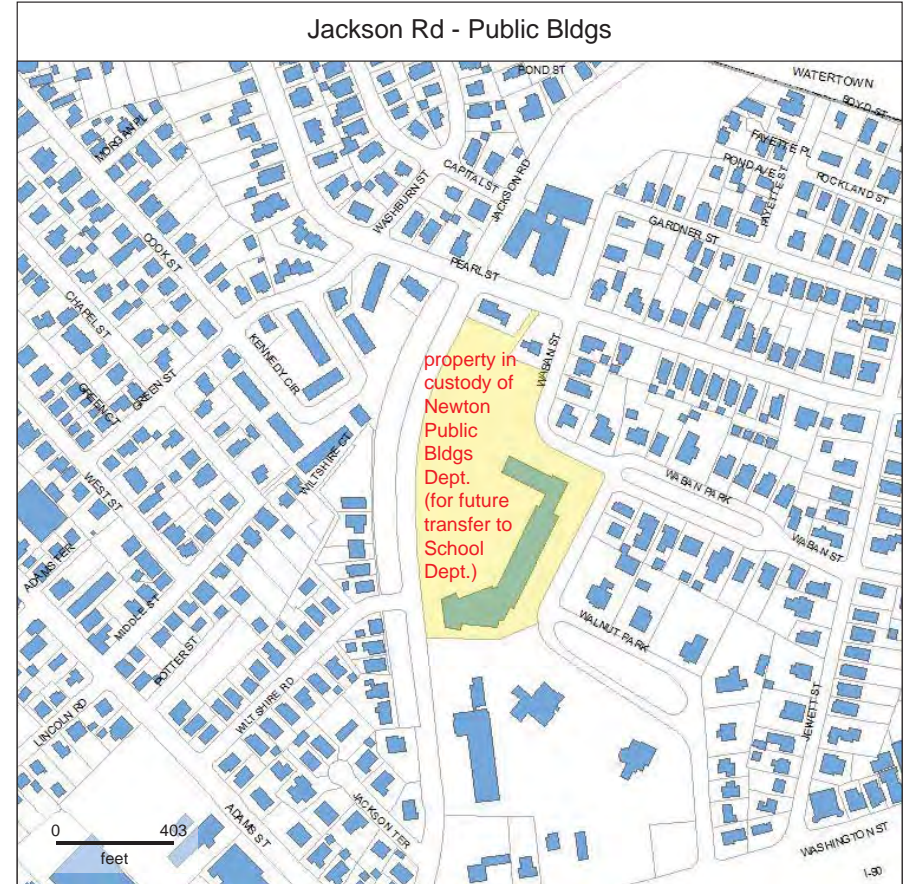 Jackson Rd - Public Bldgs
POND ST
WATERTOWN
BOYD ST
MORGAN PL
FAYETTE PL
CAPITAL ST
JACKSON RD
POND AVE
FAYETTE ST
ROCKLAND ST
WASHBURN ST
GARDNER ST
COOK ST
PEARL ST
CHAPEL ST
KENNEDY CIR
WABAN ST
GREEN CT
GREEN ST
property in
custody of
Newton
Public
Bldgs
Dept.
(for future
transfer to
School
Dept.)
WILTSHIRE CT
WEST ST
WABAN PARK
WABAN ST
ADAMS TER
MIDDLE ST
POTTER ST
WALNUT PARK
WILTSHIRE RD
LINCOLN RD
JEWETT ST
JACKSON TER
ADAMS ST
0 403
feet
WASHINGTON ST
I-90